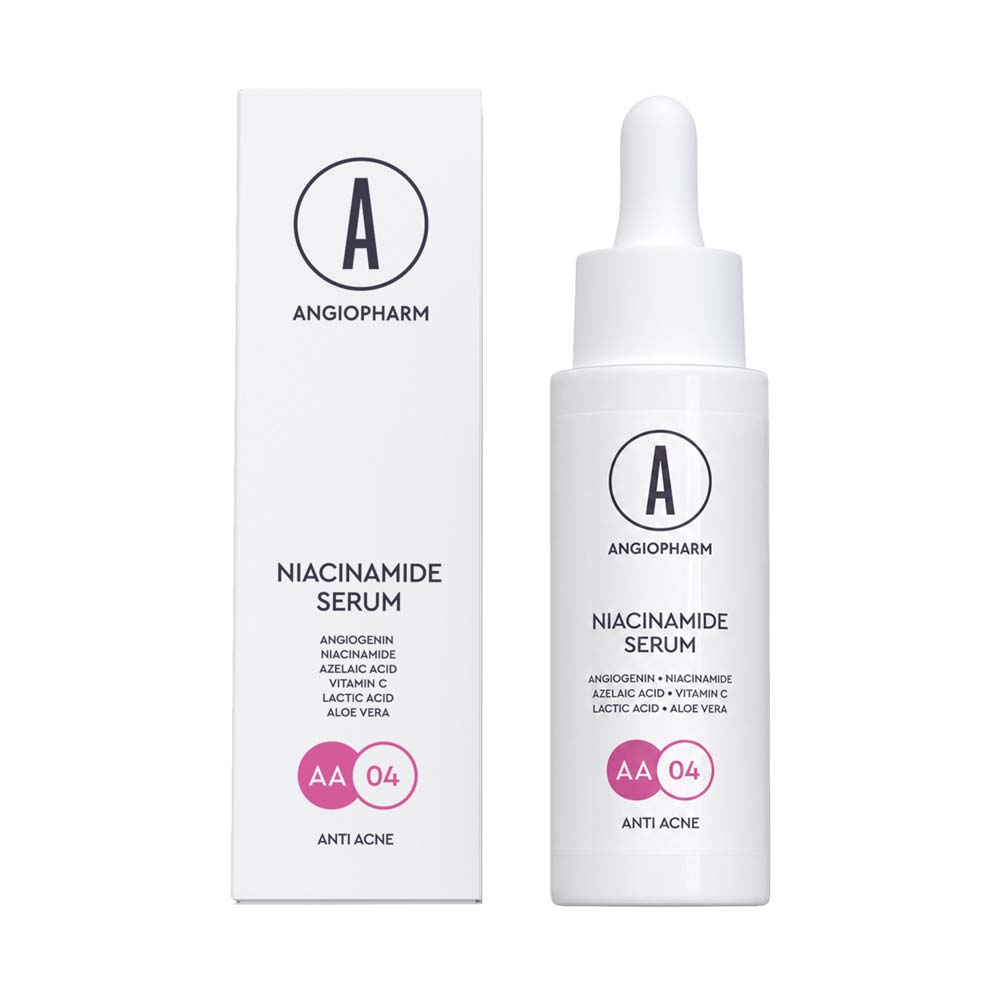 A
ANGIOPHARM
NIACINAMIDE
SERUM
ANGIOGENIN
NIACINAMIDE
AZELAIC ACID
VITAMIN C
LACTIC ACID
ALOE VERA
AA 04
ANTI ACNE
A
ANGIOPHARM
NIACINAMIDE
SERUM
ANGIOGENIN • NIACINAMIDE
AZELAIC ACID • VITAMIN C
LACTIC ACID • ALOE VERA
AA 04
ANTI ACNE